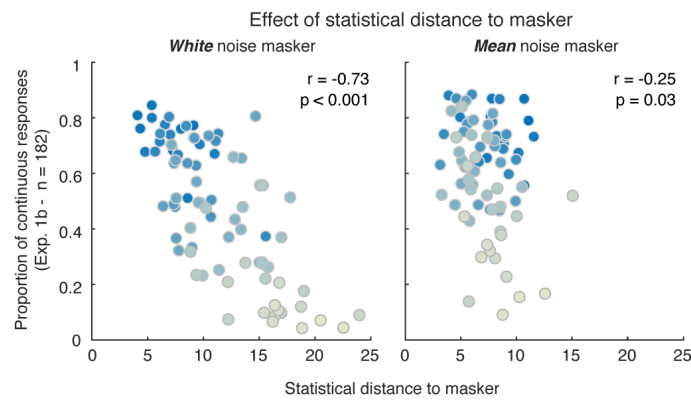 Effect of statistical distance to masker
White noise masker
Mean noise masker
r = -0.73
p < 0.001
r = -0.25
p = 0.03
Proportion of continuous responses
(Exp. 1b - n = 182)
1
0.8
0.6
0.4
0.2
0
0 5 10 15 20 25
0 5 10 15 20 25
Statistical distance to masker